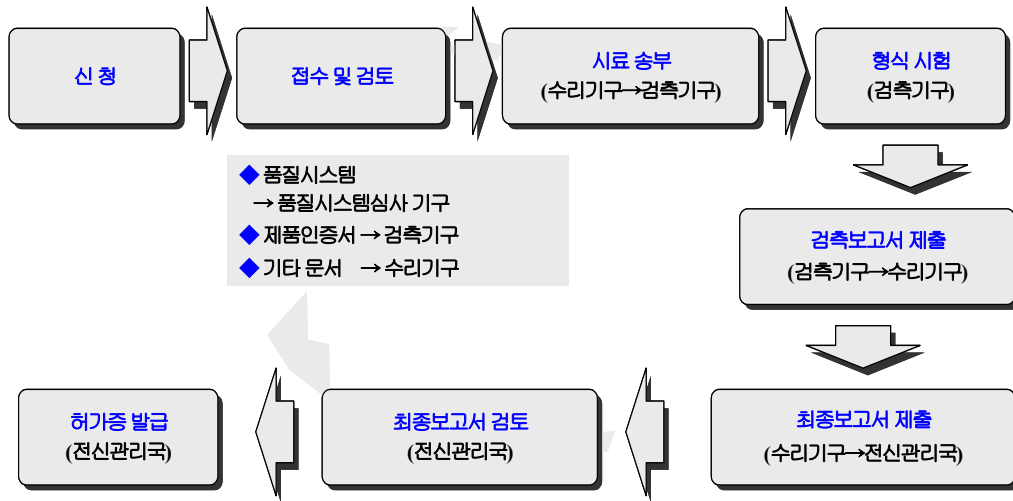 신 청
접수 및 검토
시료 송부
(수리기구→검측기구)
형식 시험
(검측기구)
◆ 품질시스템
→ 품질시스템심사 기구
◆ 제품인증서 → 검측기구
◆ 기타 문서 → 수리기구
검측보고서 제출
(검측기구→수리기구)
최종보고서 제출
(수리기구→전신관리국)
최종보고서 검토
(전신관리국)
허가증 발급
(전신관리국)